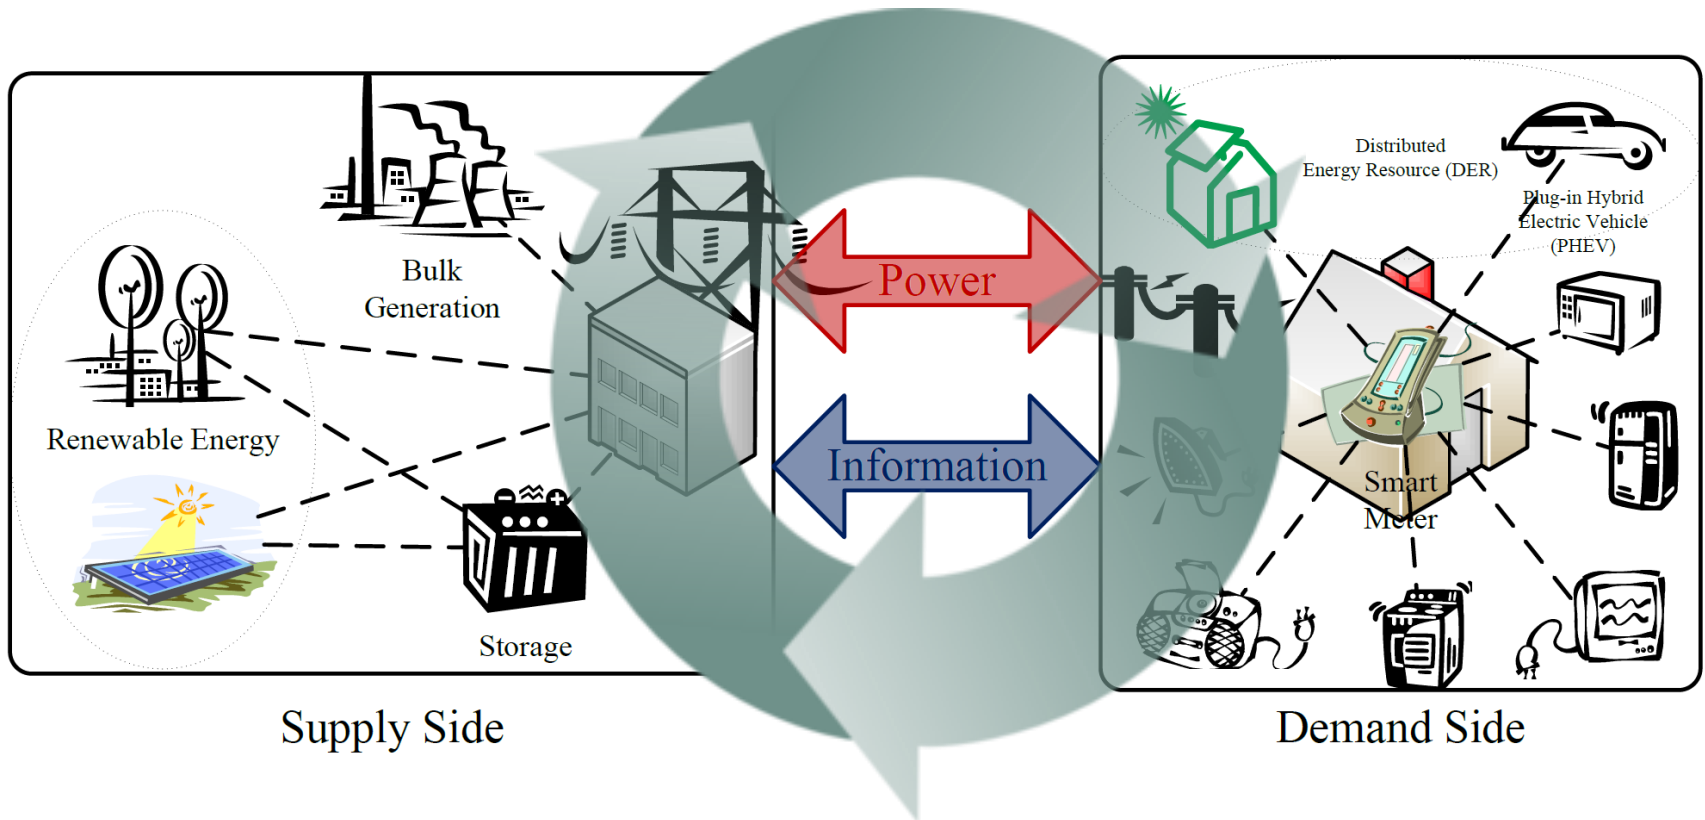 Bulk
Generation
Renewable Energy
Storage
Supply Side
Power
Information
Distributed
Energy Resource (DER)
Plug-in Hybrid
Electric Vehicle
(PHEV)
Smart
Meter
Demand Side